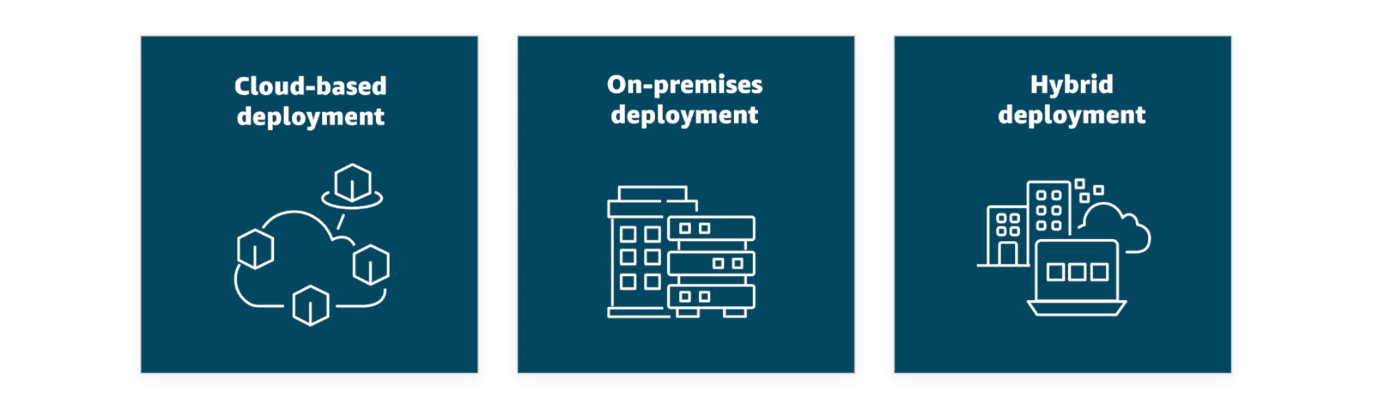 Cloud-based
deployment
On-premises
deployment
Hybrid
deployment